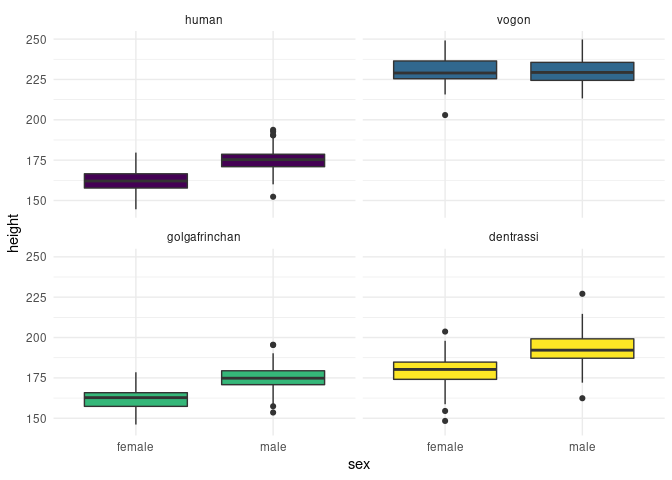 human
vogon
250
225
200
175
150
golgafrinchan
dentrassi
250
225
200
175
150
height
female
male
female
male
sex